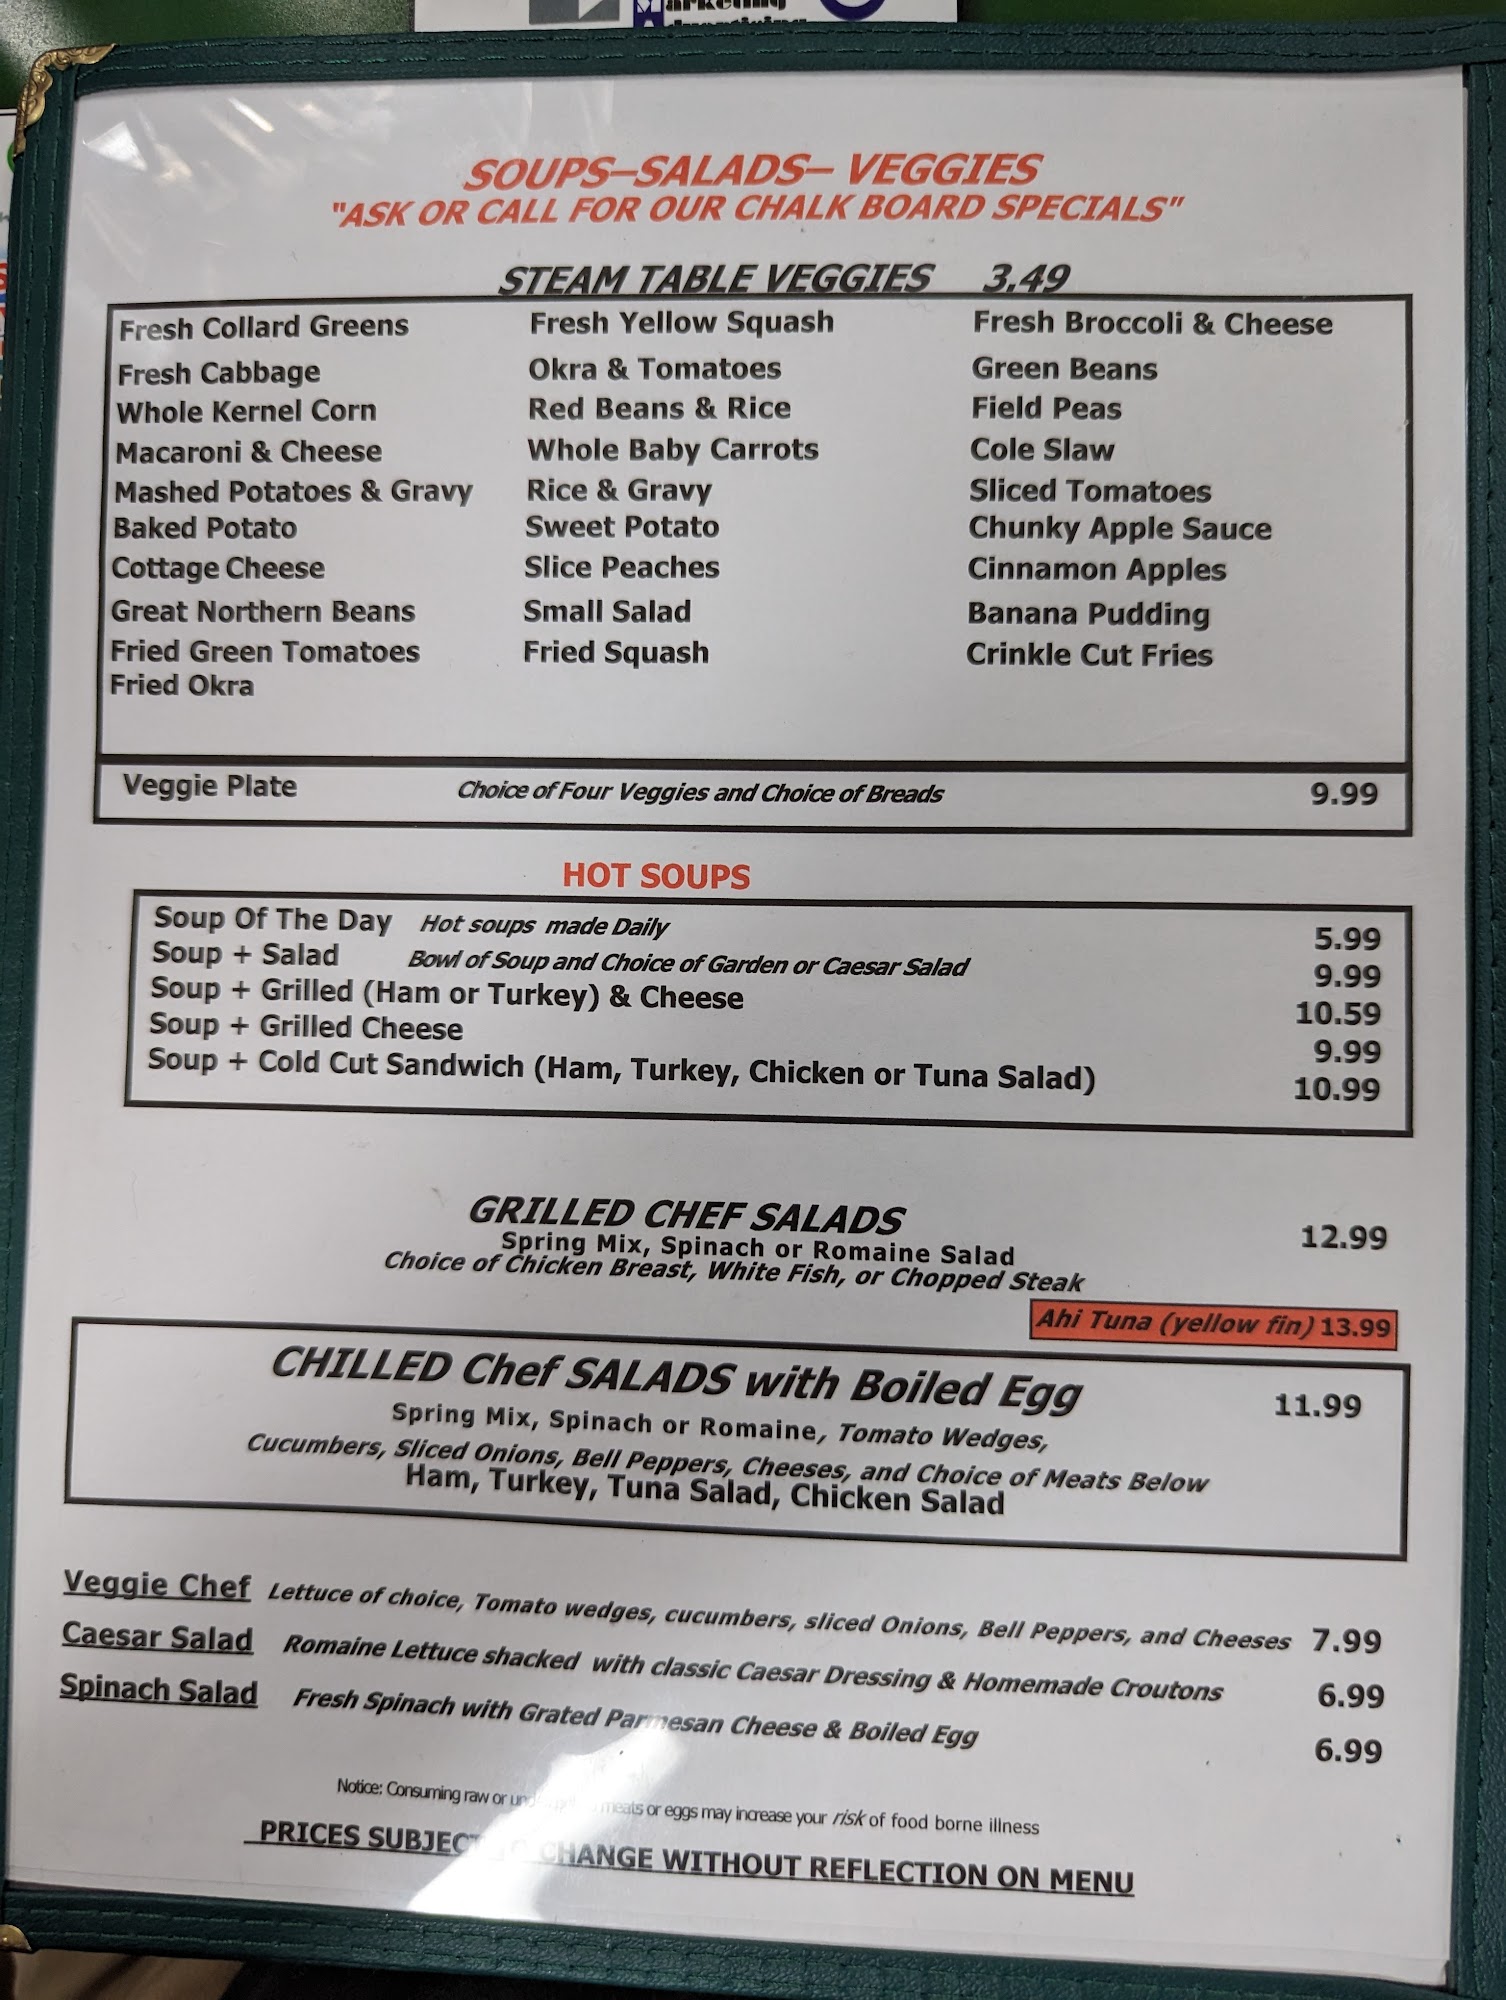 Marketing
SOUPS–SALADS– VEGGIES
"ASK OR CALL FOR OUR CHALK BOARD SPECIALS"
STEAM TABLE VEGGIES 3.49
Fresh Collard Greens Fresh Yellow Squash Fresh Broccoli & Cheese
Fresh Cabbage Okra & Tomatoes Green Beans
Whole Kernel Corn Red Beans & Rice Field Peas
Macaroni & Cheese Whole Baby Carrots Cole Slaw
Mashed Potatoes & Gravy Rice & Gravy Sliced Tomatoes
Baked Potato Sweet Potato Chunky Apple Sauce
Cottage Cheese Slice Peaches Cinnamon Apples
Great Northern Beans Small Salad Banana Pudding
Fried Green Tomatoes Fried Squash Crinkle Cut Fries
Fried Okra
Veggie Plate Choice of Four Veggies and Choice of Breads 9.99
HOT SOUPS
Soup Of The Day Hot soups made Daily 5.99
Soup + Salad Bowl of Soup and Choice of Garden or Caesar Salad 9.99
Soup + Grilled (Ham or Turkey) & Cheese 10.59
Soup + Grilled Cheese 9.99
Soup + Cold Cut Sandwich (Ham, Turkey, Chicken or Tuna Salad) 10.99
GRILLED CHEF SALADS 12.99
Spring Mix, Spinach or Romaine Salad
Choice of Chicken Breast, White Fish, or Chopped Steak
Ahi Tuna (yellow fin) 13.99
CHILLED Chef SALADS with Boiled Egg 11.99
Spring Mix, Spinach or Romaine, Tomato Wedges,
Cucumbers, Sliced Onions, Bell Peppers, Cheeses, and Choice of Meats Below
Ham, Turkey, Tuna Salad, Chicken Salad
Veggie Chef Lettuce of choice, Tomato wedges, cucumbers, sliced Onions, Bell Peppers, and Cheeses 7.99
Caesar Salad Romaine Lettuce shacked with classic Caesar Dressing & Homemade Croutons 6.99
Spinach Salad Fresh Spinach with Grated Parmesan Cheese & Boiled Egg 6.99
Notice: Consuming raw or meats or eggs may increase your risk of food borne illness
PRICES SUBJECT TO CHANGE WITHOUT REFLECTION ON MENU